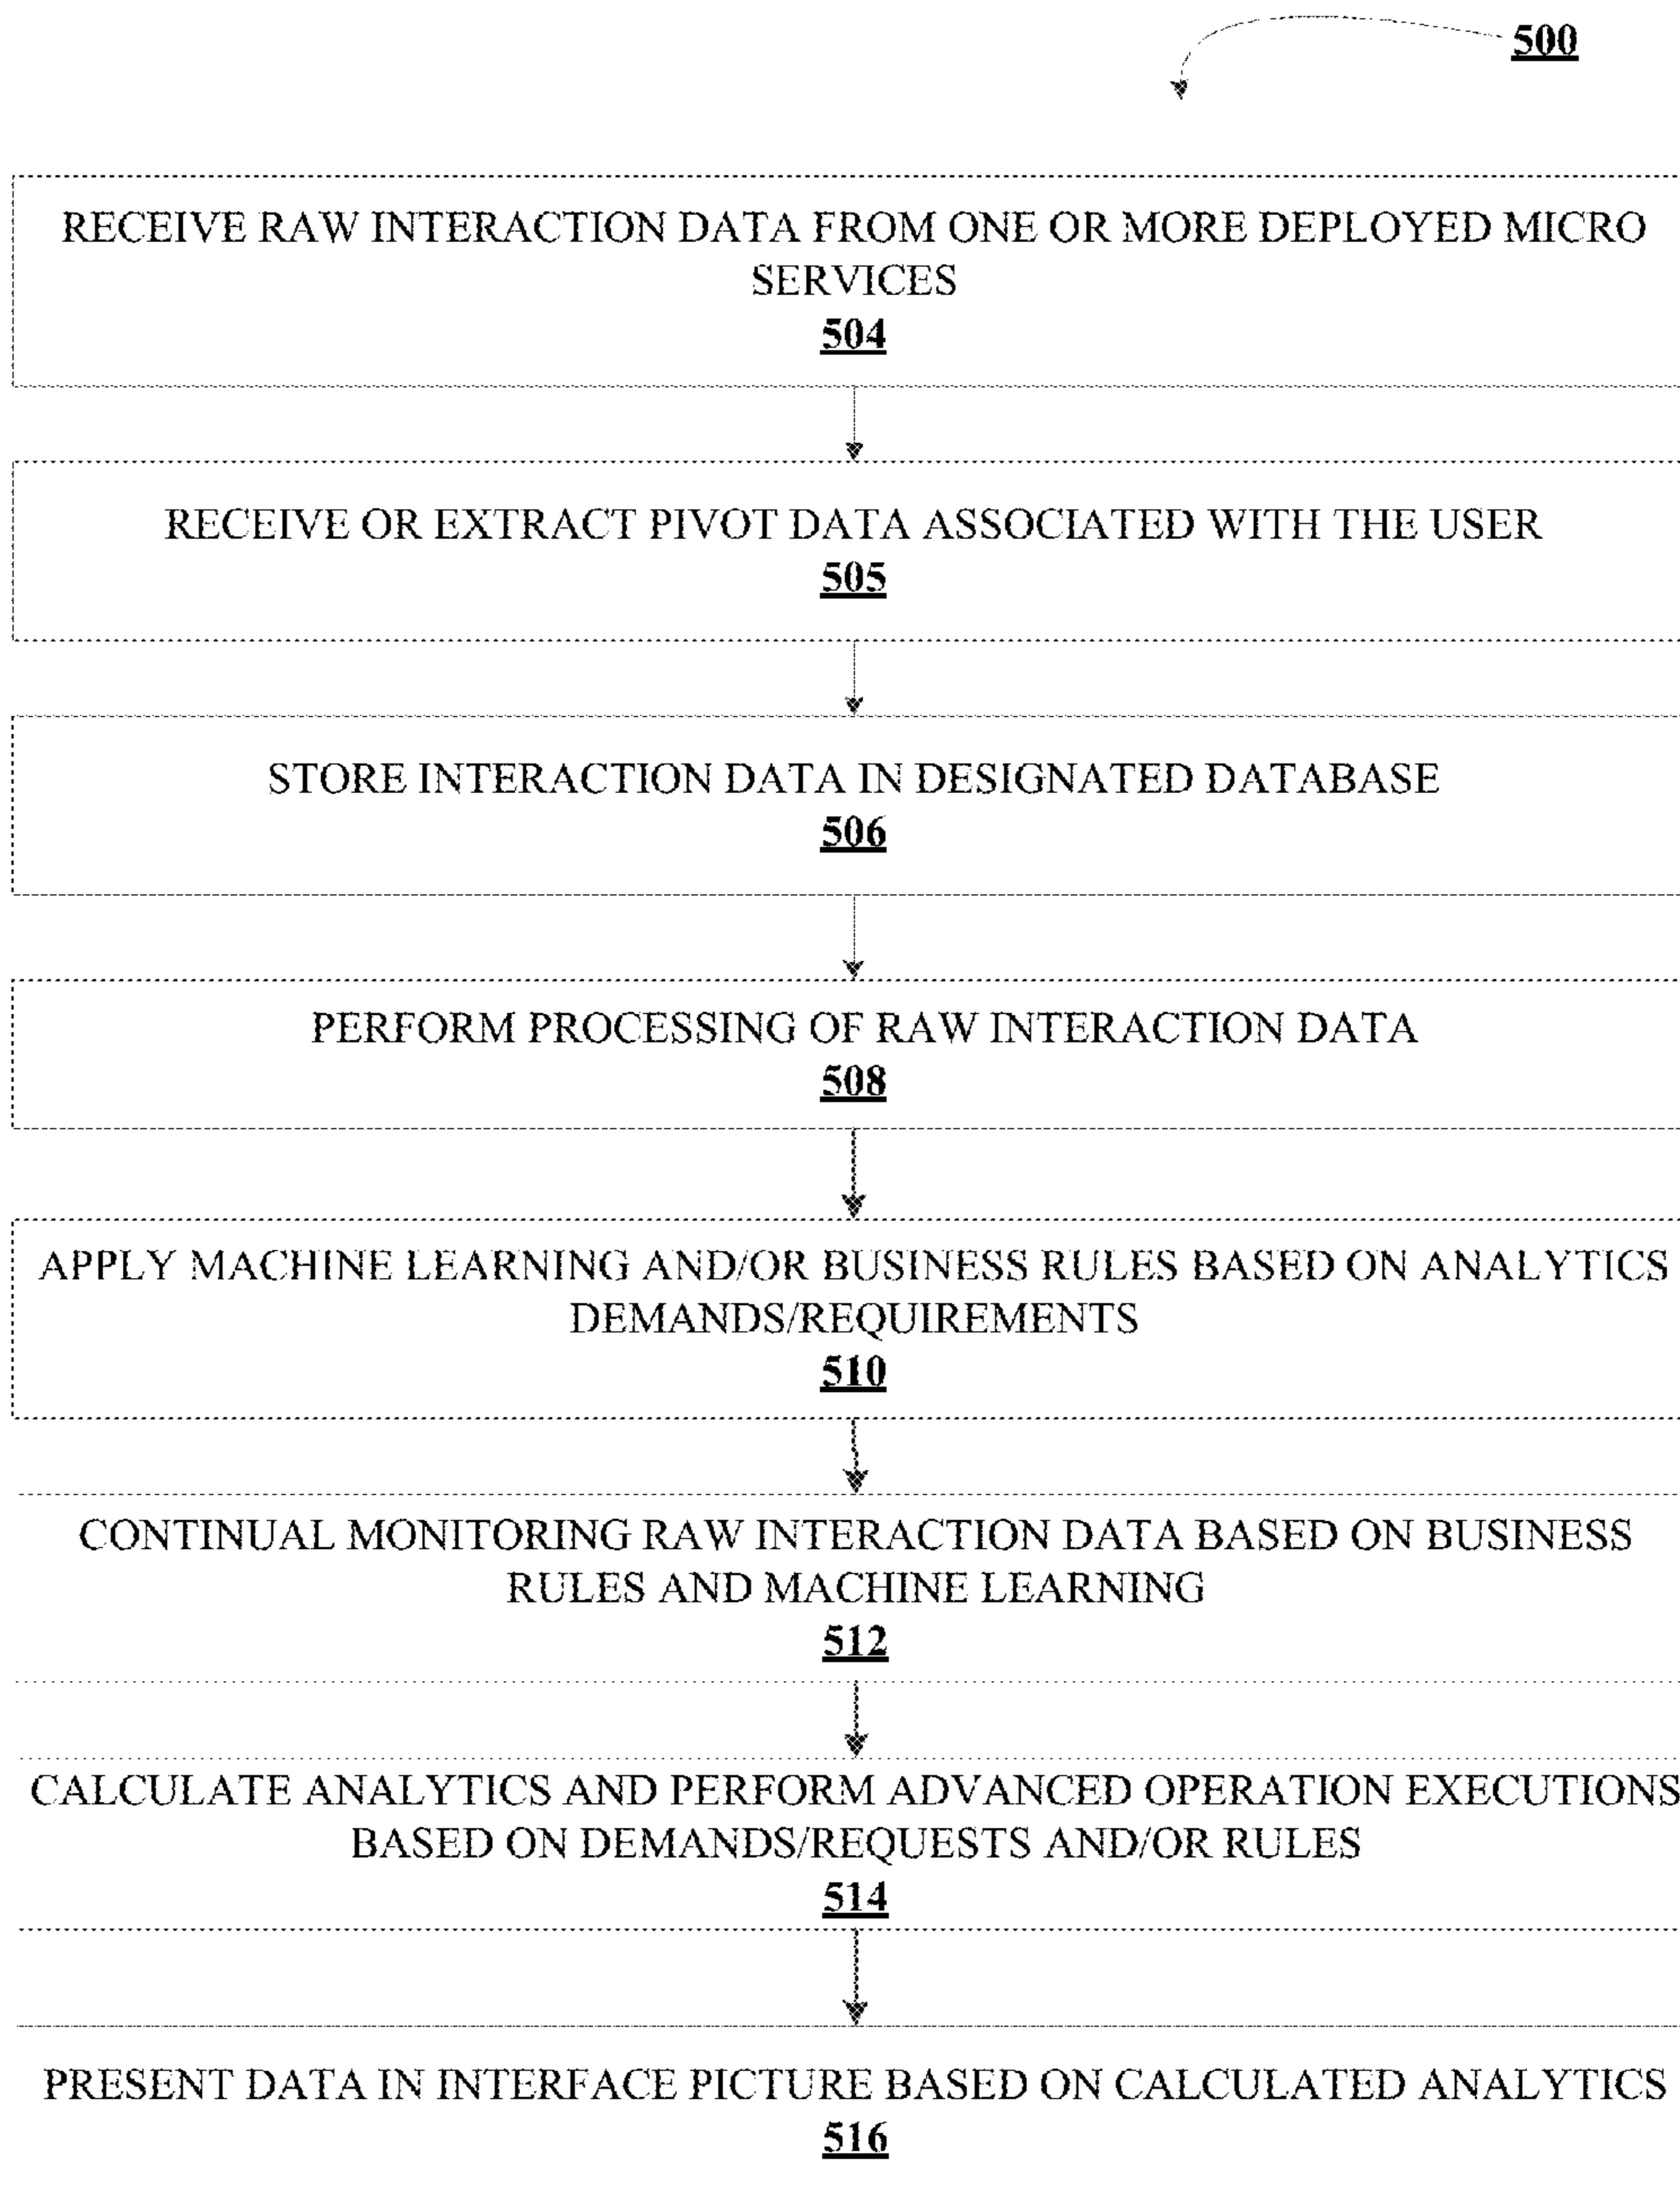 500
RECEIVE RAW INTERACTION DATA FROM ONE OR MORE DEPLOYED MICRO
SERVICES
504
RECEIVE OR EXTRACT PIVOT DATA ASSOCIATED WITH THE USER
505
STORE INTERACTION DATA IN DESIGNATED DATABASE
506
PERFORM PROCESSING OF RAW INTERACTION DATA
508
APPLY MACHINE LEARNING AND/OR BUSINESS RULES BASED ON ANALYTICS
DEMANDS/REQUIREMENTS
510
CONTINUAL MONITORING RAW INTERACTION DATA BASED ON BUSINESS
RULES AND MACHINE LEARNING
512
CALCULATE ANALYTICS AND PERFORM ADVANCED OPERATION EXECUTIONS
BASED ON DEMANDS/REQUESTS AND/OR RULES
514
PRESENT DATA IN INTERFACE PICTURE BASED ON CALCULATED ANALYTICS
516